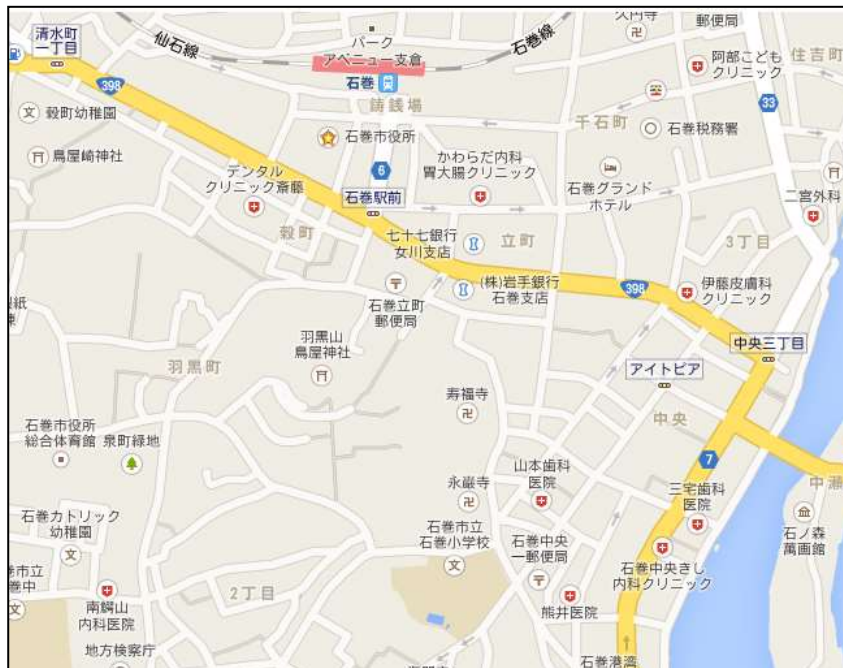 清水町
一丁目
仙石線
パーク
アベニュー支倉
石巻線
久円寺
郵便局
阿部こども
クリニック
住吉町
398
石巻
鋳銭場
33
穀町幼稚園
石巻市役所
千石町
石巻税務署
鳥屋崎神社
デンタル
クリニック斎藤
6
かわらだ内科
胃大腸クリニック
石巻グランド
ホテル
二宮外科
石巻駅前
穀町
七十七銀行
女川支店
立町
3丁目
石巻立町
郵便局
(株)岩手銀行
石巻支店
398
伊藤皮膚科
クリニック
羽黒山
鳥屋神社
中央三丁目
羽黒町
アイトピア
寿福寺
中央
石巻市役所
総合体育館
泉町緑地
7
山本歯科
医院
三宅歯科
医院
中瀬
永巌寺
石巻カトリック
幼稚園
石巻市立
石巻小学校
石巻中央
一郵便局
石ノ森
萬画館
石巻中央きし
内科クリニック
巻市立
巻中
南鰐山
内科医院
2丁目
熊井医院
地方検察庁
石巻港湾